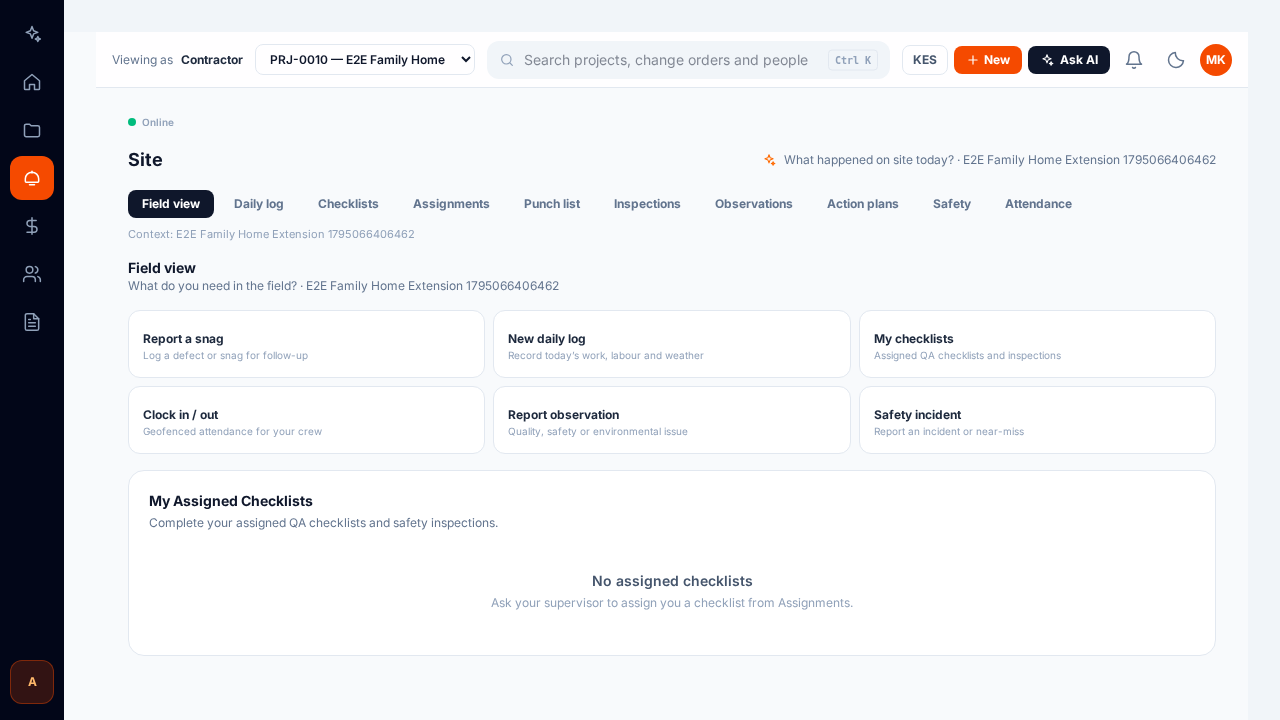 Viewing as Contractor PRJ-0010 — E2E Family Home Search projects, change orders and people Ctrl K KES New Ask AI MK
Online
Site
What happened on site today? · E2E Family Home Extension 1795066406462
Field view Daily log Checklists Assignments Punch list Inspections Observations Action plans Safety Attendance
Context: E2E Family Home Extension 1795066406462
Field view
What do you need in the field? · E2E Family Home Extension 1795066406462
Report a snag
Log a defect or snag for follow-up
New daily log
Record today's work, labour and weather
My checklists
Assigned QA checklists and inspections
Clock in / out
Geofenced attendance for your crew
Report observation
Quality, safety or environmental issue
Safety incident
Report an incident or near-miss
My Assigned Checklists
Complete your assigned QA checklists and safety inspections.
No assigned checklists
Ask your supervisor to assign you a checklist from Assignments.
A